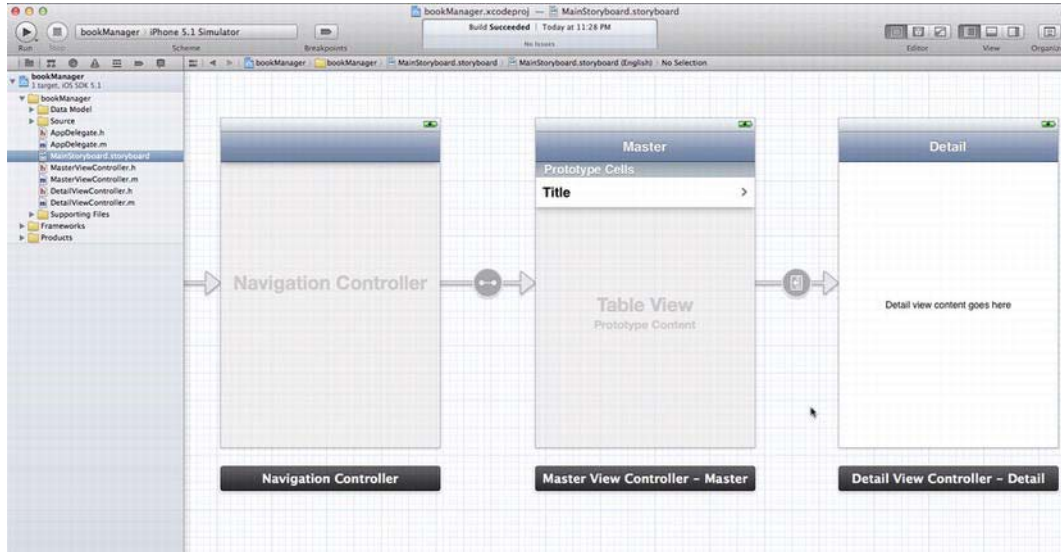 bookManager.xcodeproj — MainStoryboard.storyboard
bookManager iPhone 5.1 Simulator
Build Succeeded | Today at 11:26 PM
No Issues
Run Stop Scheme Breakpoints Editor View Organiz
bookManager bookManager MainStoryboard.storyboard MainStoryboard.storyboard (English) No Selection
bookManager
1 target, iOS SDK 5.1
bookManager
Data Model
Source
h AppDelegate.h
m AppDelegate.m
MainStoryboard.storyboard
h MasterViewController.h
m MasterViewController.m
h DetailViewController.h
m DetailViewController.m
Supporting Files
Frameworks
Products
Navigation Controller
Navigation Controller
Master
Prototype Cells
Title
Table View
Prototype Content
Master View Controller – Master
Detail
Detail view content goes here
Detail View Controller – Detail